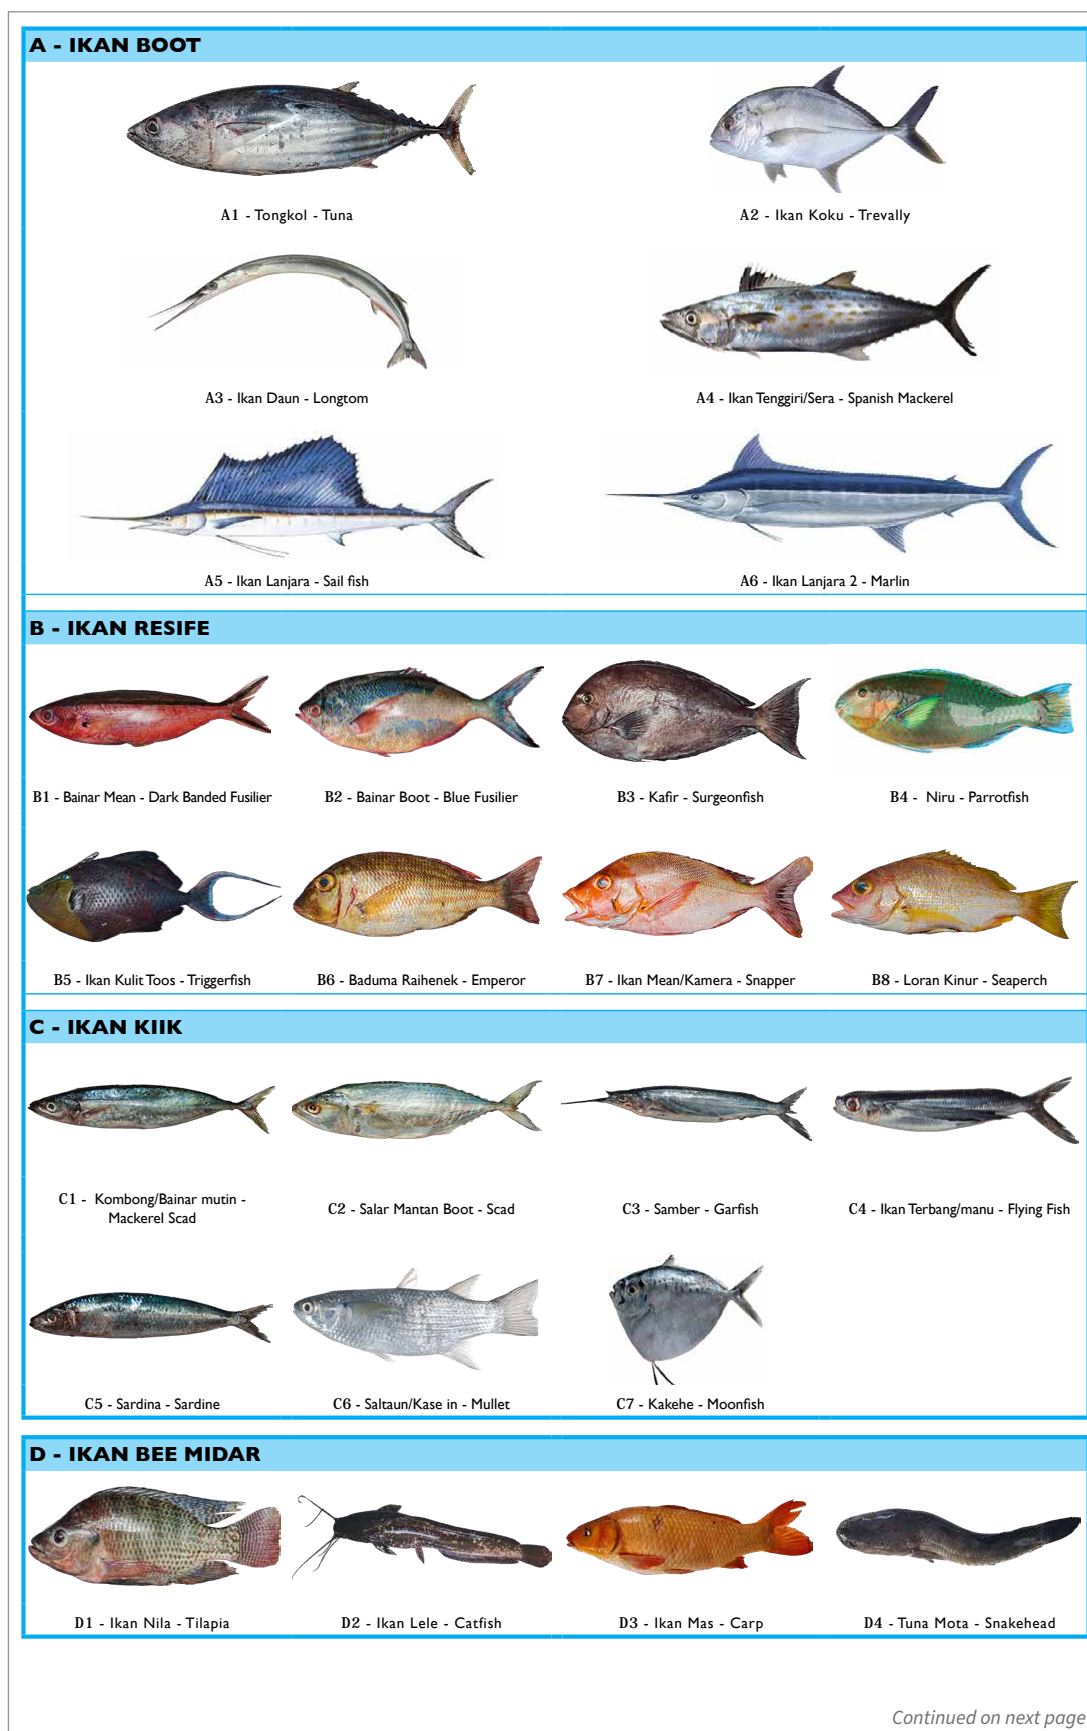 A - IKAN BOOT
A1 - Tongkol - Tuna
A2 - Ikan Koku - Trevally
A3 - Ikan Daun - Longtom
A4 - Ikan Tenggiri/Sera - Spanish Mackerel
A5 - Ikan Lanjara - Sail fish
A6 - Ikan Lanjara 2 - Marlin
B - IKAN RESIFE
B1 - Bainar Mean - Dark Banded Fusilier
B2 - Bainar Boot - Blue Fusilier
B3 - Kafir - Surgeonfish
B4 - Niru - Parrotfish
B5 - Ikan Kulit Toos - Triggerfish
B6 - Baduma Raihenek - Emperor
B7 - Ikan Mean/Kamera - Snapper
B8 - Loran Kinur - Seaperch
C - IKAN KIIK
C1 - Kombong/Bainar mutin -
Mackerel Scad
C2 - Salar Mantan Boot - Scad
C3 - Samber - Garfish
C4 - Ikan Terbang/manu - Flying Fish
C5 - Sardina - Sardine
C6 - Saltaun/Kase in - Mullet
C7 - Kakehe - Moonfish
D - IKAN BEE MIDAR
D1 - Ikan Nila - Tilapia
D2 - Ikan Lele - Catfish
D3 - Ikan Mas - Carp
D4 - Tuna Mota - Snakehead
Continued on next page